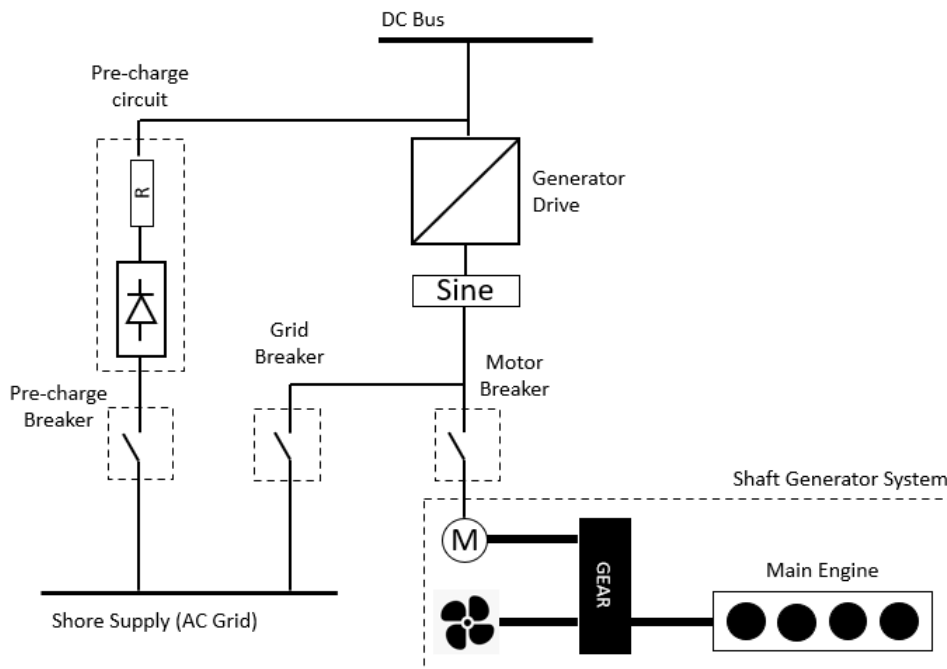 DC Bus
Pre-charge
circuit
R
Generator
Drive
Sine
Grid
Breaker
Motor
Breaker
Pre-charge
Breaker
Shaft Generator System
M
GEAR
Main Engine
Shore Supply (AC Grid)